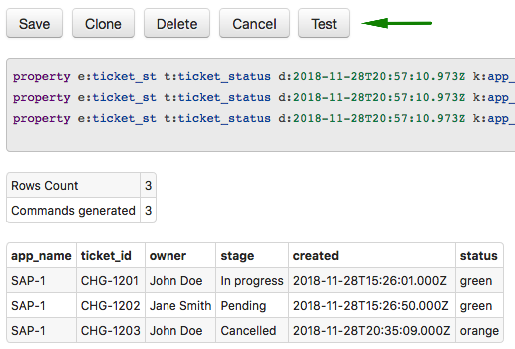 Save Clone Delete Cancel Test
property e:ticket_st t:ticket_status d:2018-11-28T20:57:10.973Z k:app_
property e:ticket_st t:ticket_status d:2018-11-28T20:57:10.973Z k:app_
property e:ticket_st t:ticket_status d:2018-11-28T20:57:10.973Z k:app_
Rows Count 3
Commands generated 3
app_name ticket_id owner stage created status
SAP-1 CHG-1201 John Doe In progress 2018-11-28T15:26:01.000Z green
SAP-1 CHG-1202 Jane Smith Pending 2018-11-28T15:26:50.000Z green
SAP-1 CHG-1203 John Doe Cancelled 2018-11-28T20:35:09.000Z orange